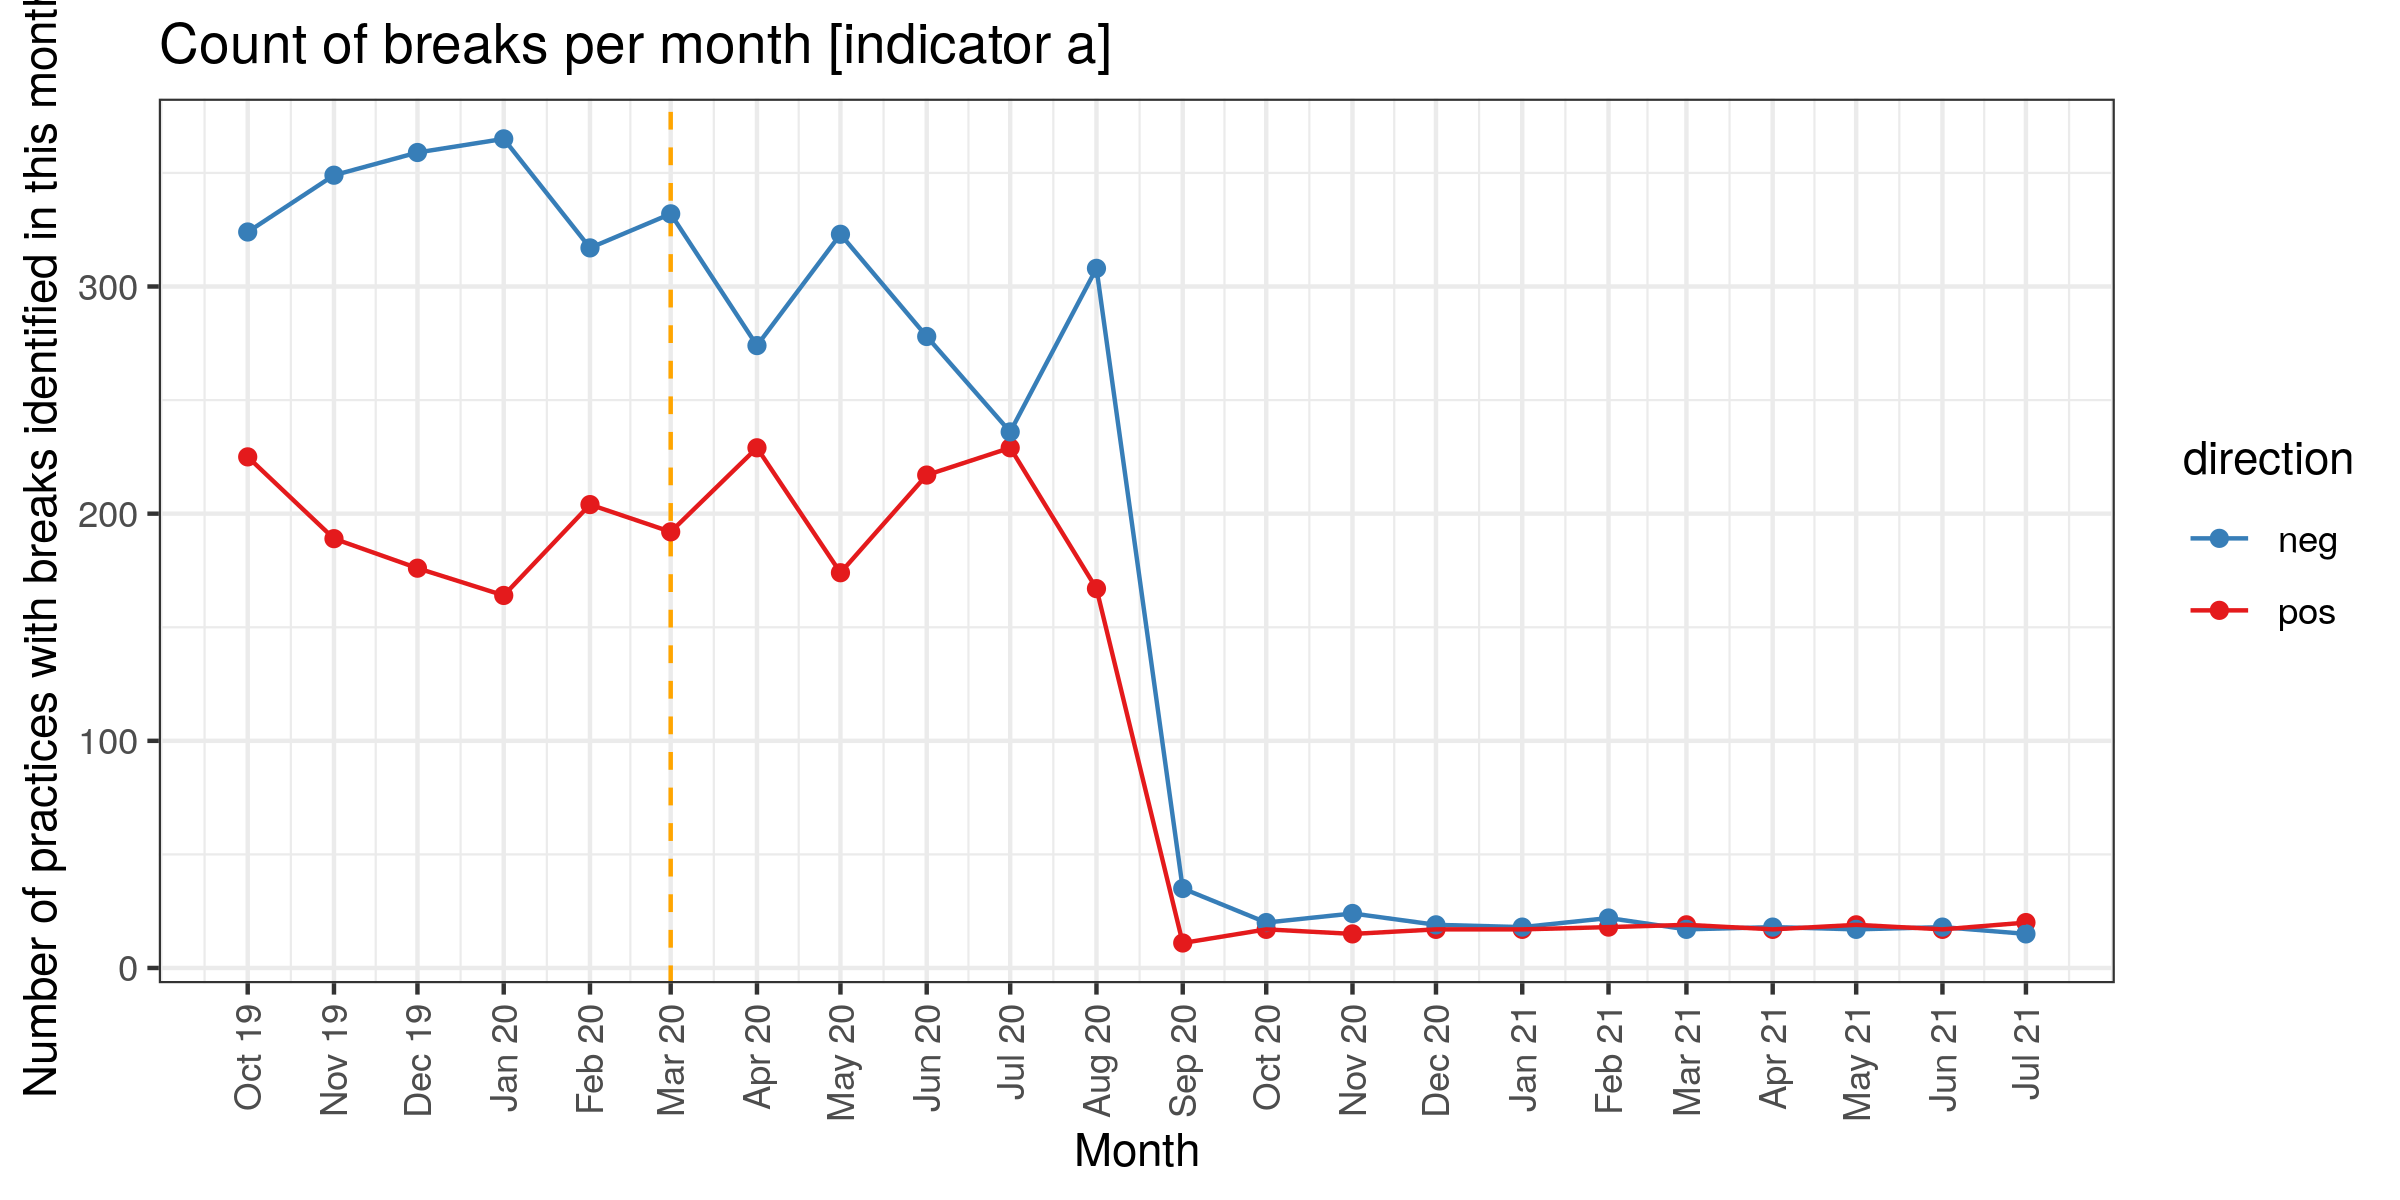 Count of breaks per month [indicator a]
Number of practices with breaks identified in this month
300
200
100
0
Oct 19
Nov 19
Dec 19
Jan 20
Feb 20
Mar 20
Apr 20
May 20
Jun 20
Jul 20
Aug 20
Sep 20
Oct 20
Nov 20
Dec 20
Jan 21
Feb 21
Mar 21
Apr 21
May 21
Jun 21
Jul 21
Month
direction
neg
pos